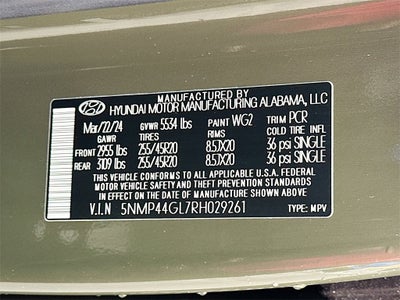 MANUFACTURED BY
HYUNDAI MOTOR MANUFACTURING ALABAMA, LLC
Mar/22/24 GVWR 5534 lbs PAINT WG2 TRIM PCR
GAWR TIRES RIMS COLD TIRE INFL
FRONT 2955 lbs 255/45R20 8.5JX20 36 psi SINGLE
REAR 3109 lbs 255/45R20 8.5JX20 36 psi SINGLE
THIS VEHICLE CONFORMS TO ALL APPLICABLE U.S.A. FEDERAL
MOTOR VEHICLE SAFETY AND THEFT PREVENTION STANDARDS
IN EFFECT ON THE DATE OF MANUFACTURE SHOWN ABOVE
V.I.N 5NMP44GL7RH029261 TYPE: MPV